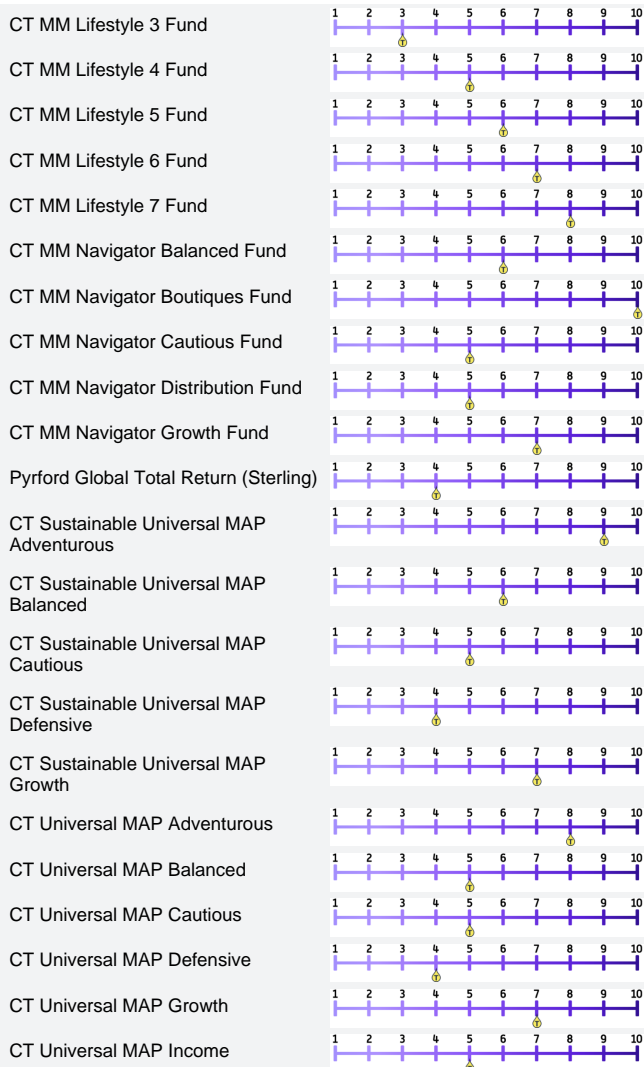 CT MM Lifestyle 3 Fund
1 2 3 4 5 6 7 8 9 10
T
CT MM Lifestyle 4 Fund
1 2 3 4 5 6 7 8 9 10
T
CT MM Lifestyle 5 Fund
1 2 3 4 5 6 7 8 9 10
T
CT MM Lifestyle 6 Fund
1 2 3 4 5 6 7 8 9 10
T
CT MM Lifestyle 7 Fund
1 2 3 4 5 6 7 8 9 10
T
CT MM Navigator Balanced Fund
1 2 3 4 5 6 7 8 9 10
T
CT MM Navigator Boutiques Fund
1 2 3 4 5 6 7 8 9 10
T
CT MM Navigator Cautious Fund
1 2 3 4 5 6 7 8 9 10
T
CT MM Navigator Distribution Fund
1 2 3 4 5 6 7 8 9 10
T
CT MM Navigator Growth Fund
1 2 3 4 5 6 7 8 9 10
T
Pyrford Global Total Return (Sterling)
1 2 3 4 5 6 7 8 9 10
T
CT Sustainable Universal MAP
Adventurous
1 2 3 4 5 6 7 8 9 10
T
CT Sustainable Universal MAP
Balanced
1 2 3 4 5 6 7 8 9 10
T
CT Sustainable Universal MAP
Cautious
1 2 3 4 5 6 7 8 9 10
T
CT Sustainable Universal MAP
Defensive
1 2 3 4 5 6 7 8 9 10
T
CT Sustainable Universal MAP
Growth
1 2 3 4 5 6 7 8 9 10
T
CT Universal MAP Adventurous
1 2 3 4 5 6 7 8 9 10
T
CT Universal MAP Balanced
1 2 3 4 5 6 7 8 9 10
T
CT Universal MAP Cautious
1 2 3 4 5 6 7 8 9 10
T
CT Universal MAP Defensive
1 2 3 4 5 6 7 8 9 10
T
CT Universal MAP Growth
1 2 3 4 5 6 7 8 9 10
T
CT Universal MAP Income
1 2 3 4 5 6 7 8 9 10